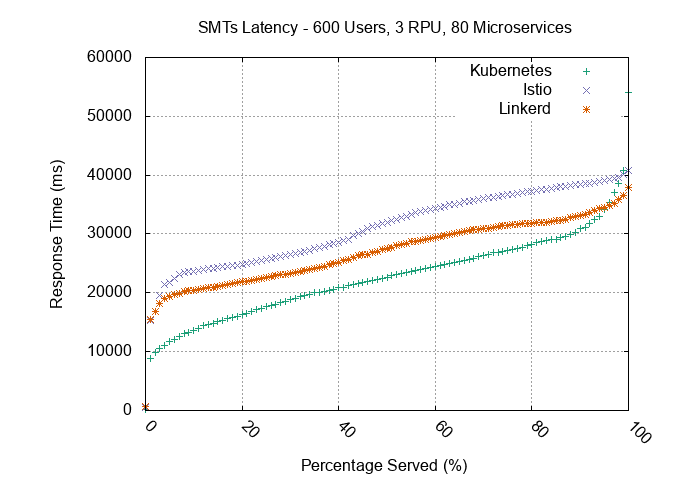 SMTs Latency - 600 Users, 3 RPU, 80 Microservices
60000
50000
40000
30000
20000
10000
0
Response Time (ms)
Kubernetes
Istio
Linkerd
0
20
40
60
80
100
Percentage Served (%)